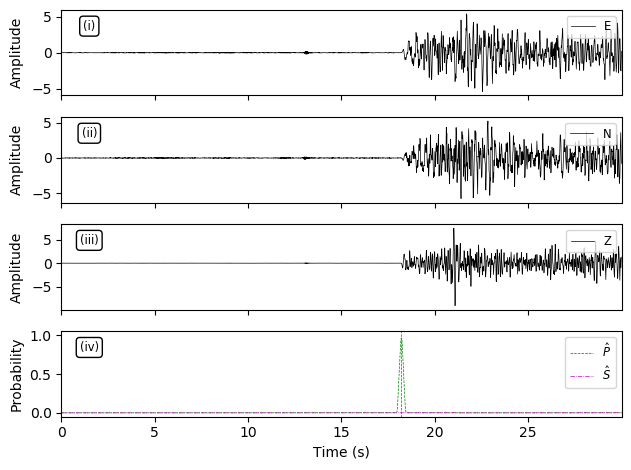 (i)
E
Amplitude
5
0
−5
(ii)
N
Amplitude
5
0
−5
(iii)
Z
Amplitude
5
0
−5
(iv)
P̂
Ŝ
Probability
1.0
0.5
0.0
0 5 10 15 20 25
Time (s)